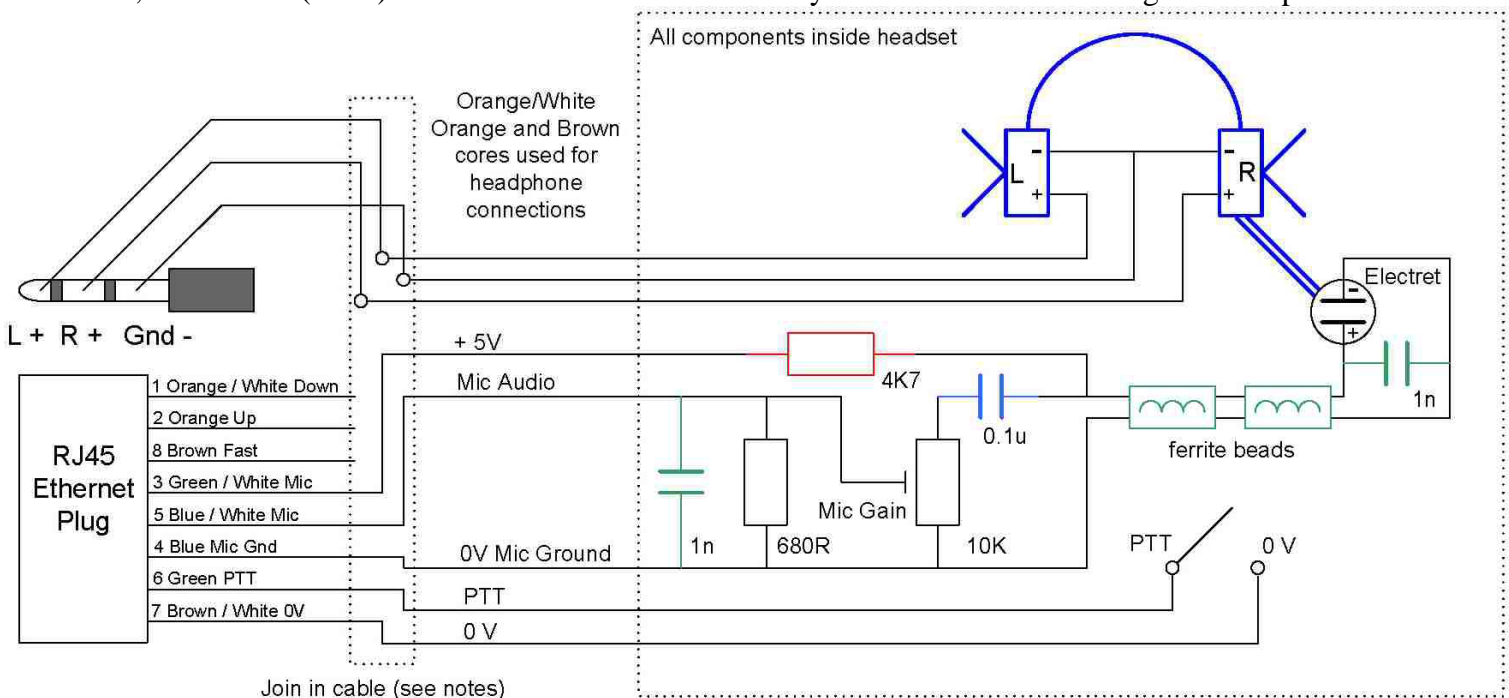 All components inside headset
Orange/White
Orange and Brown
cores used for
headphone
connections
-
L
+
-
R
+
Electret
-
+
L + R + Gnd -
+ 5V
4K7
Mic Audio
0.1u
1n
ferrite beads
RJ45
Ethernet
Plug
1 Orange / White Down
2 Orange Up
8 Brown Fast
3 Green / White Mic
5 Blue / White Mic
4 Blue Mic Gnd
6 Green PTT
7 Brown / White 0V
Mic Gain
0V Mic Ground
1n
680R
10K
PTT
0 V
PTT
0 V
Join in cable (see notes)